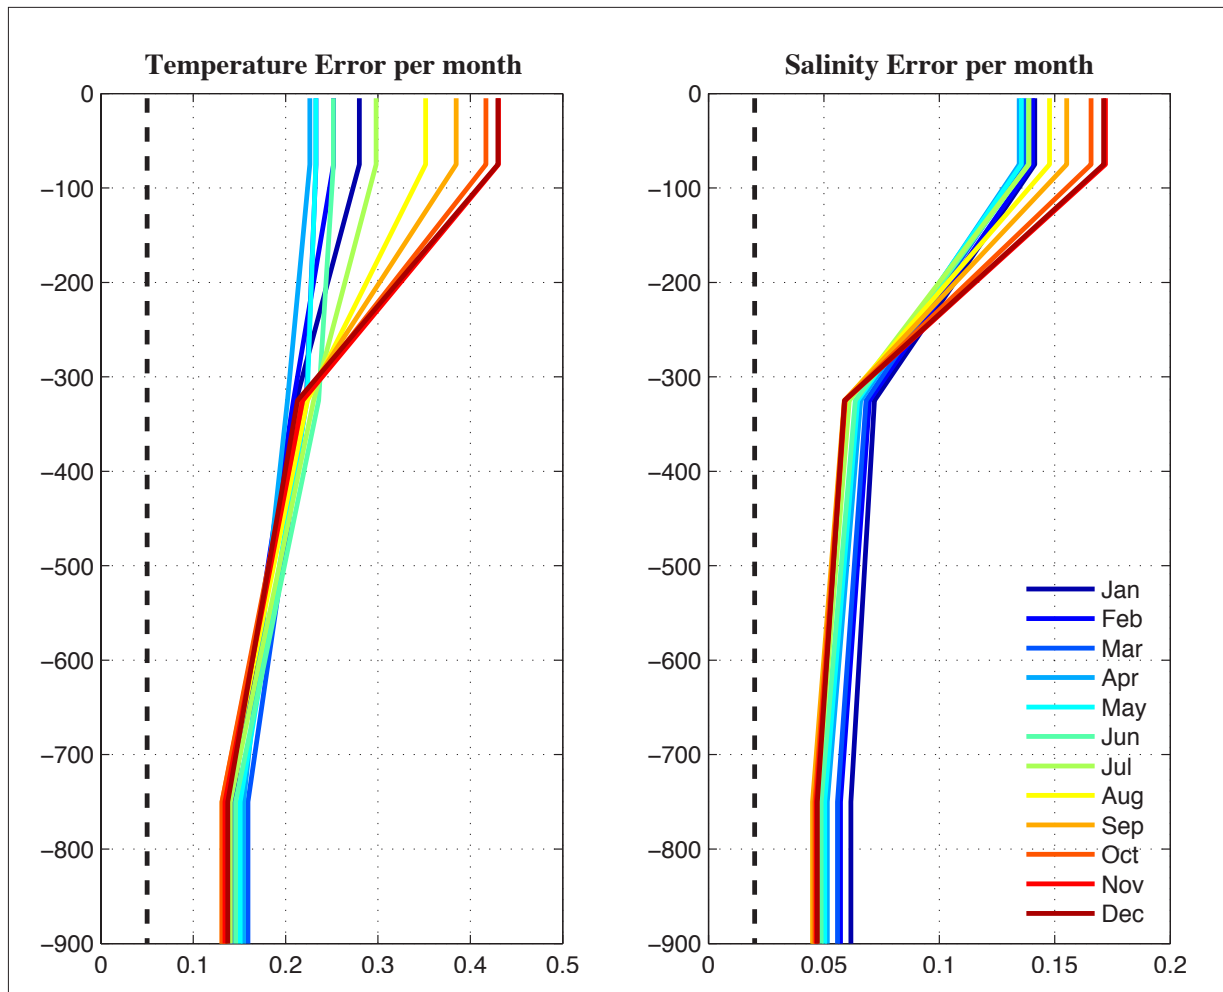 Temperature Error per month
0
−100
−200
−300
−400
−500
−600
−700
−800
−900
0 0.1 0.2 0.3 0.4 0.5
Salinity Error per month
0
−100
−200
−300
−400
−500
−600
−700
−800
−900
0 0.05 0.1 0.15 0.2
Jan
Feb
Mar
Apr
May
Jun
Jul
Aug
Sep
Oct
Nov
Dec